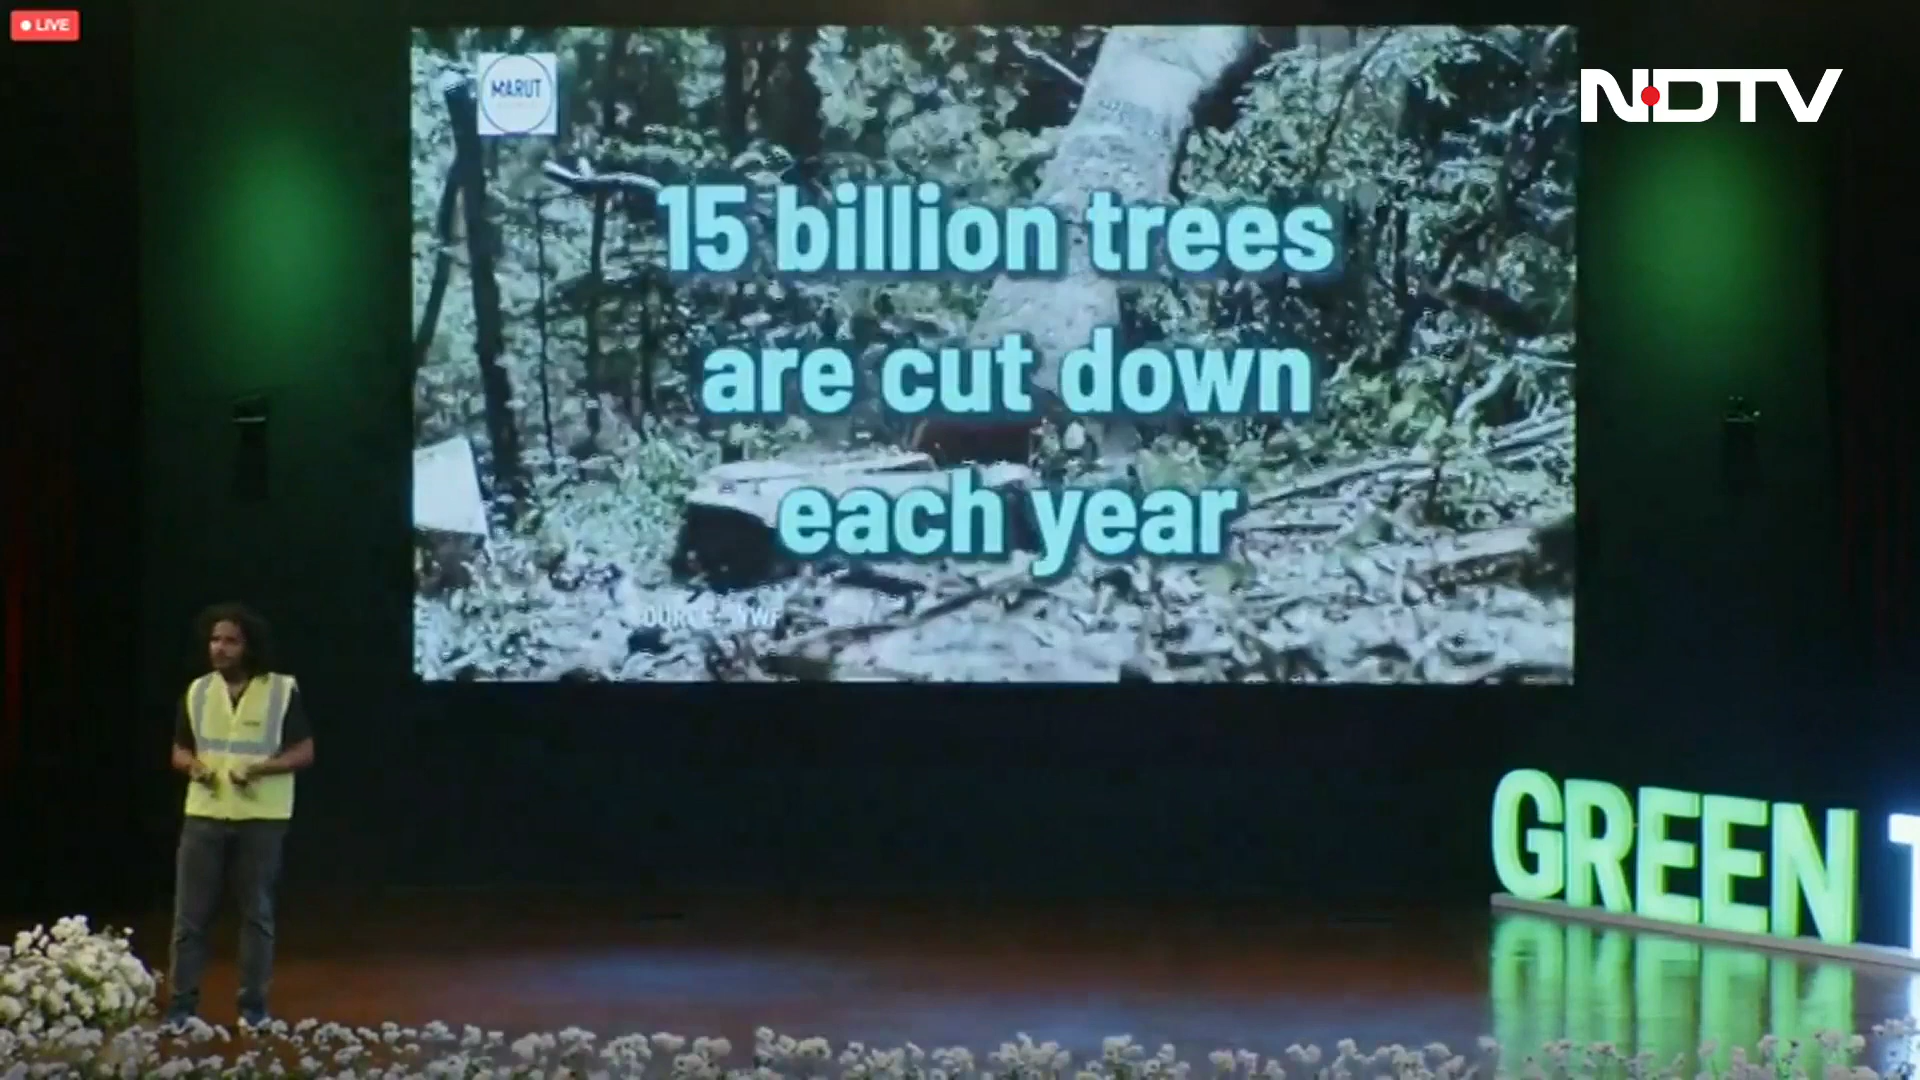 LIVE
NDTV
MARUT
15 billion trees
are cut down
each year
GREEN T